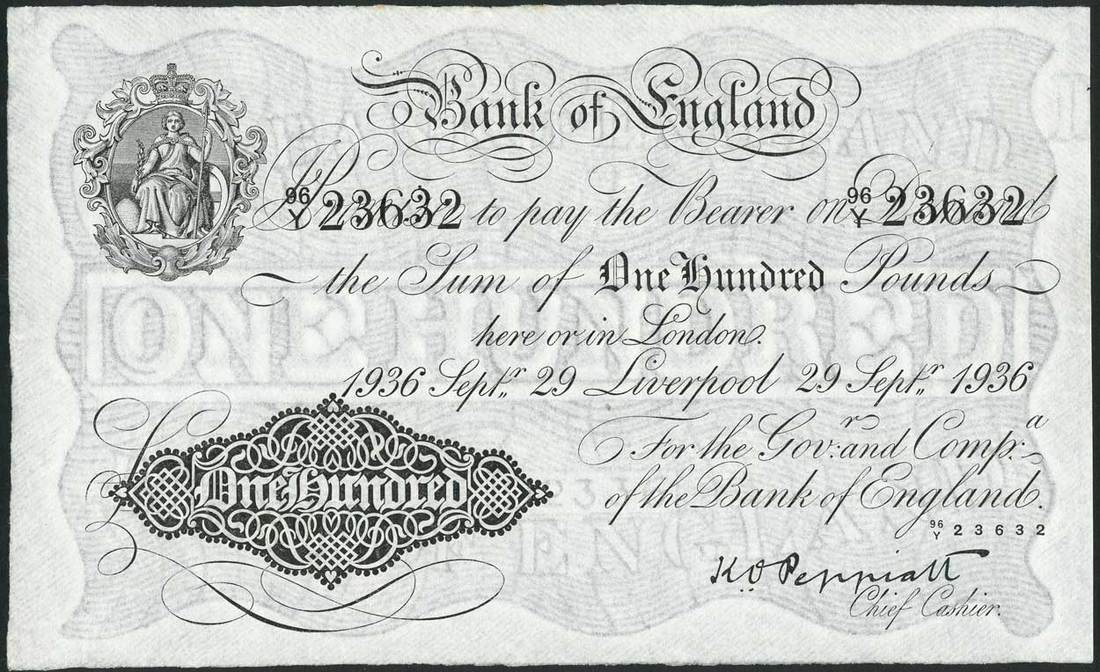 Bank of England
96/Y 23632 to pay the Bearer on 96/Y 23632
the Sum of One Hundred Pounds
here or in London.
1936 Septr. 29 Liverpool 29 Septr. 1936
For the Govr. and Compa.
One Hundred
of the Bank of England.
96/Y 23632
K.O. Peppiatt
Chief Cashier.
ONE HUNDRED